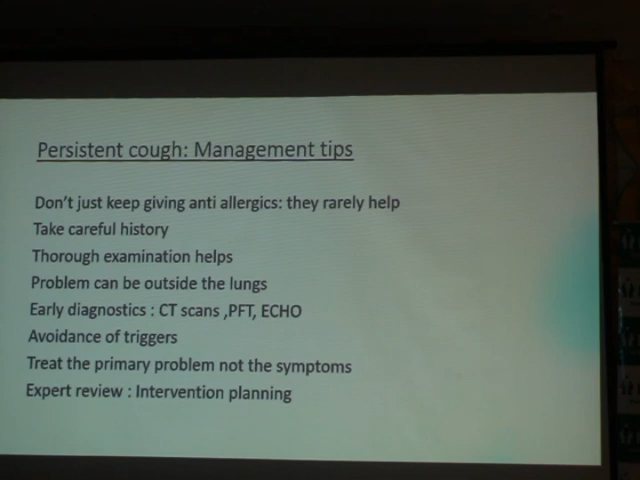 Persistent cough: Management tips
Don't just keep giving anti allergics: they rarely help
Take careful history
Thorough examination helps
Problem can be outside the lungs
Early diagnostics : CT scans ,PFT, ECHO
Avoidance of triggers
Treat the primary problem not the symptoms
Expert review : Intervention planning